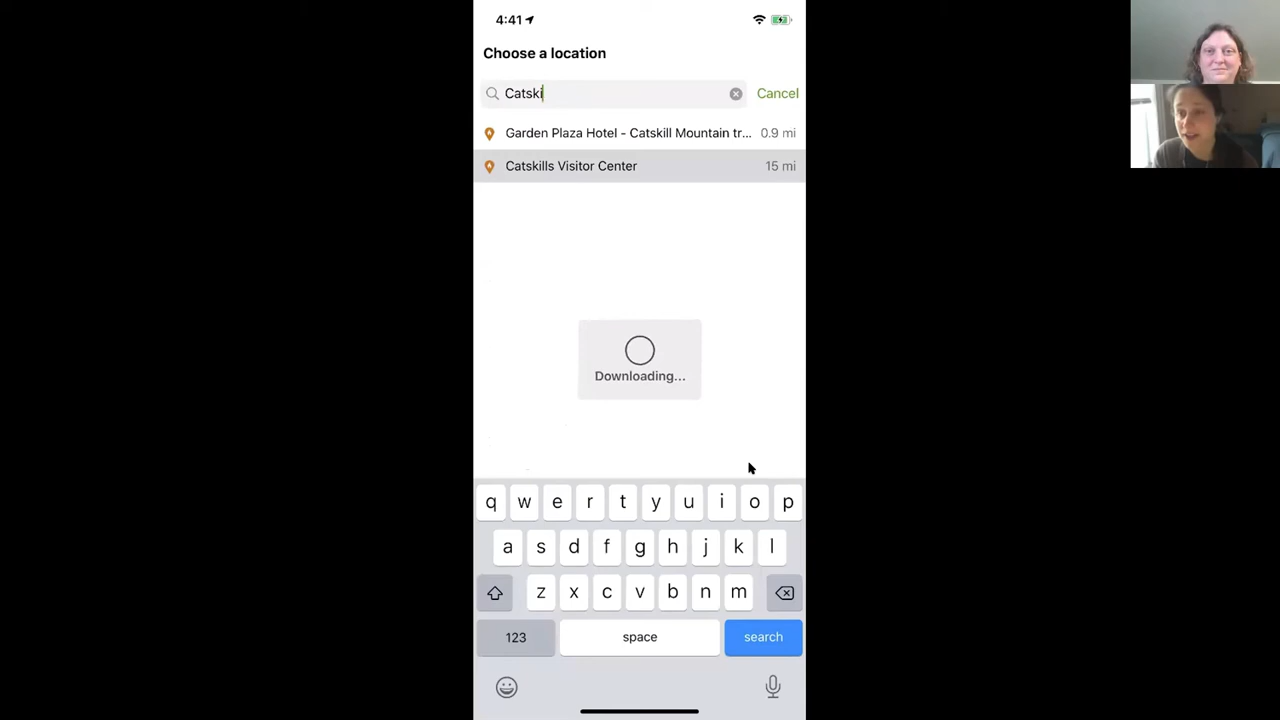 4:41
Choose a location
Catski
Cancel
Garden Plaza Hotel - Catskill Mountain tr... 0.9 mi
Catskills Visitor Center 15 mi
Downloading...
q w e r t y u i o p
a s d f g h j k l
z x c v b n m
123 space search